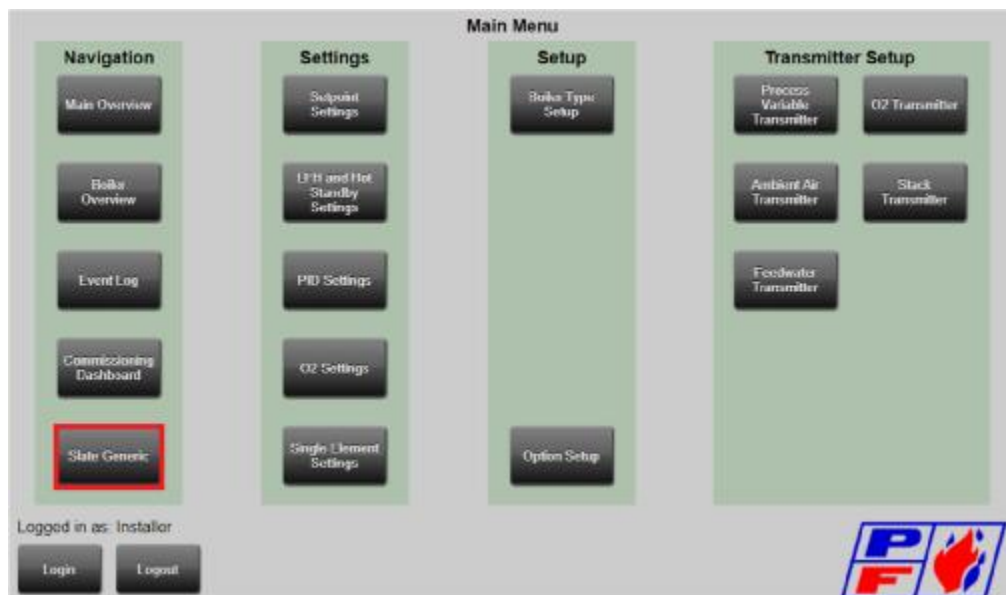 Main Menu
Navigation
Settings
Setup
Transmitter Setup
Main Overview
Setpoint
Settings
Boiler Type
Setup
Process
Variable
Transmitter
O2 Transmitter
Boiler
Overview
LFH and Hot
Standby
Settings
Ambient Air
Transmitter
Stack
Transmitter
Event Log
PID Settings
Feedwater
Transmitter
Commissioning
Dashboard
O2 Settings
Slate Generic
Single Element
Settings
Option Setup
Logged in as: Installer
Login
Logout
P
F